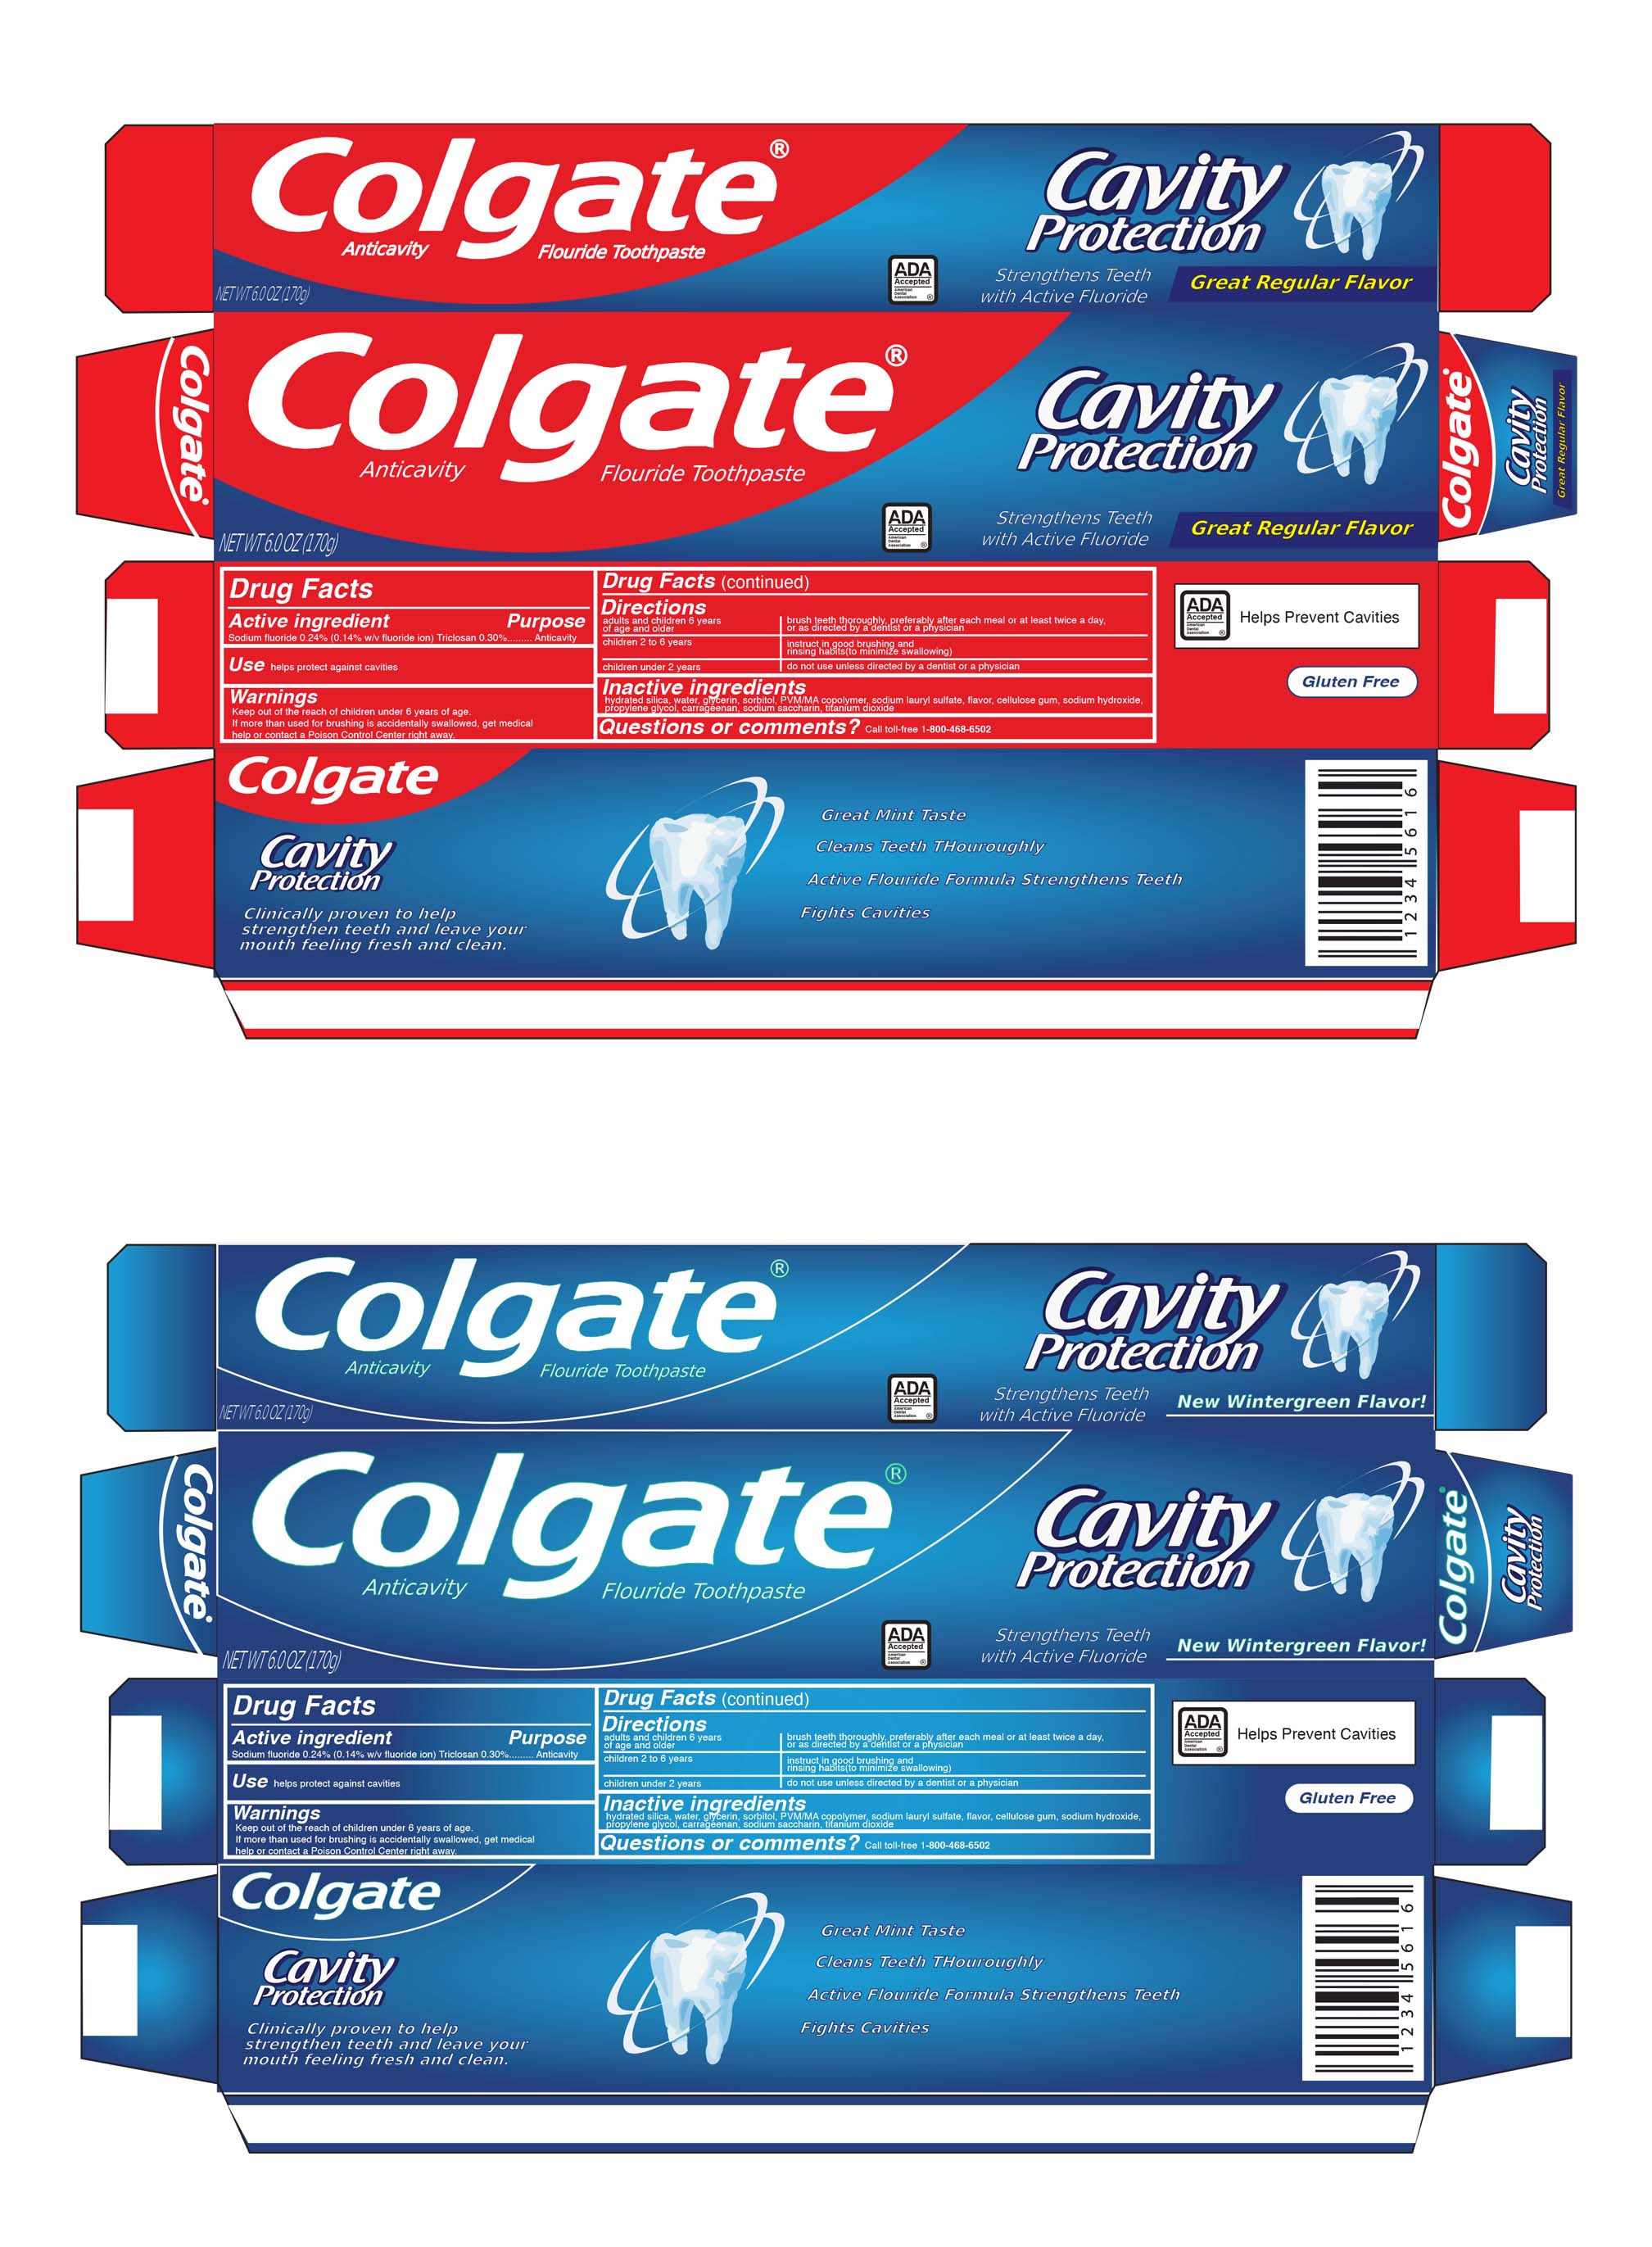 Colgate®
Anticavity Flouride Toothpaste
NET WT 6.0 OZ (170g)
ADA
Accepted
American
Dental
Association ®
Cavity
Protection
Strengthens Teeth
with Active Fluoride
Great Regular Flavor
Colgate
Colgate®
Anticavity Flouride Toothpaste
NET WT 6.0 OZ (170g)
ADA
Accepted
American
Dental
Association ®
Cavity
Protection
Strengthens Teeth
with Active Fluoride
Great Regular Flavor
Colgate
Cavity
Protection
Great Regular Flavor
Drug Facts
Active ingredient Purpose
Sodium fluoride 0.24% (0.14% w/v fluoride ion) Triclosan 0.30%......... Anticavity
Use helps protect against cavities
Warnings
Keep out of the reach of children under 6 years of age.
If more than used for brushing is accidentally swallowed, get medical
help or contact a Poison Control Center right away.
Drug Facts (continued)
Directions
adults and children 6 years
of age and older
brush teeth thoroughly, preferably after each meal or at least twice a day,
or as directed by a dentist or a physician
children 2 to 6 years
instruct in good brushing and
rinsing habits(to minimize swallowing)
children under 2 years
do not use unless directed by a dentist or a physician
Inactive ingredients
hydrated silica, water, glycerin, sorbitol, PVM/MA copolymer, sodium lauryl sulfate, flavor, cellulose gum, sodium hydroxide,
propylene glycol, carrageenan, sodium saccharin, titanium dioxide
Questions or comments? Call toll-free 1-800-468-6502
ADA
Accepted
American
Dental
Association ®
Helps Prevent Cavities
Gluten Free
Colgate
Cavity
Protection
Clinically proven to help
strengthen teeth and leave your
mouth feeling fresh and clean.
Great Mint Taste
Cleans Teeth THouroughly
Active Flouride Formula Strengthens Teeth
Fights Cavities
1 2 3 4 5 6 1 6
Colgate®
Anticavity Flouride Toothpaste
NET WT 6.0 OZ (170g)
ADA
Accepted
American
Dental
Association ®
Cavity
Protection
Strengthens Teeth
with Active Fluoride
New Wintergreen Flavor!
Colgate
Colgate®
Anticavity Flouride Toothpaste
NET WT 6.0 OZ (170g)
ADA
Accepted
American
Dental
Association ®
Cavity
Protection
Strengthens Teeth
with Active Fluoride
New Wintergreen Flavor!
Colgate
Cavity
Protection
Drug Facts
Active ingredient Purpose
Sodium fluoride 0.24% (0.14% w/v fluoride ion) Triclosan 0.30%......... Anticavity
Use helps protect against cavities
Warnings
Keep out of the reach of children under 6 years of age.
If more than used for brushing is accidentally swallowed, get medical
help or contact a Poison Control Center right away.
Drug Facts (continued)
Directions
adults and children 6 years
of age and older
brush teeth thoroughly, preferably after each meal or at least twice a day,
or as directed by a dentist or a physician
children 2 to 6 years
instruct in good brushing and
rinsing habits(to minimize swallowing)
children under 2 years
do not use unless directed by a dentist or a physician
Inactive ingredients
hydrated silica, water, glycerin, sorbitol, PVM/MA copolymer, sodium lauryl sulfate, flavor, cellulose gum, sodium hydroxide,
propylene glycol, carrageenan, sodium saccharin, titanium dioxide
Questions or comments? Call toll-free 1-800-468-6502
ADA
Accepted
American
Dental
Association ®
Helps Prevent Cavities
Gluten Free
Colgate
Cavity
Protection
Clinically proven to help
strengthen teeth and leave your
mouth feeling fresh and clean.
Great Mint Taste
Cleans Teeth THouroughly
Active Flouride Formula Strengthens Teeth
Fights Cavities
1 2 3 4 5 6 1 6